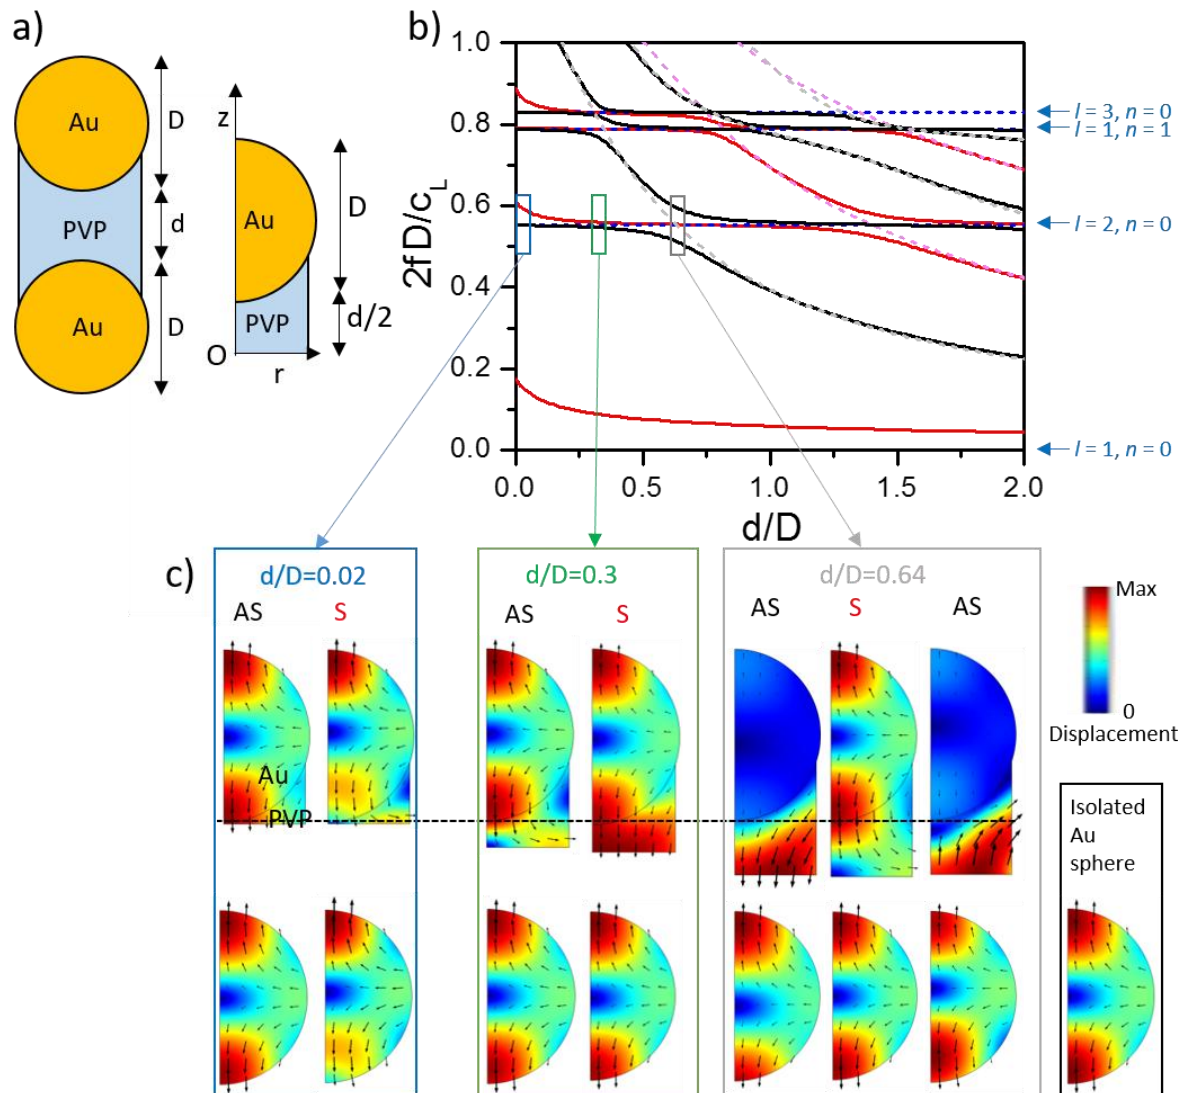 a)
Au
D
PVP
d
Au
D
z
Au
D
PVP
d/2
O
r
b)
2fD/c_L
1.0
0.8
0.6
0.4
0.2
0.0
0.0
0.5
1.0
1.5
2.0
d/D
l = 3, n = 0
l = 1, n = 1
l = 2, n = 0
l = 1, n = 0
c)
d/D=0.02
AS
S
Au
PVP
d/D=0.3
AS
S
d/D=0.64
AS
S
AS
Max
0
Displacement
Isolated
Au
sphere